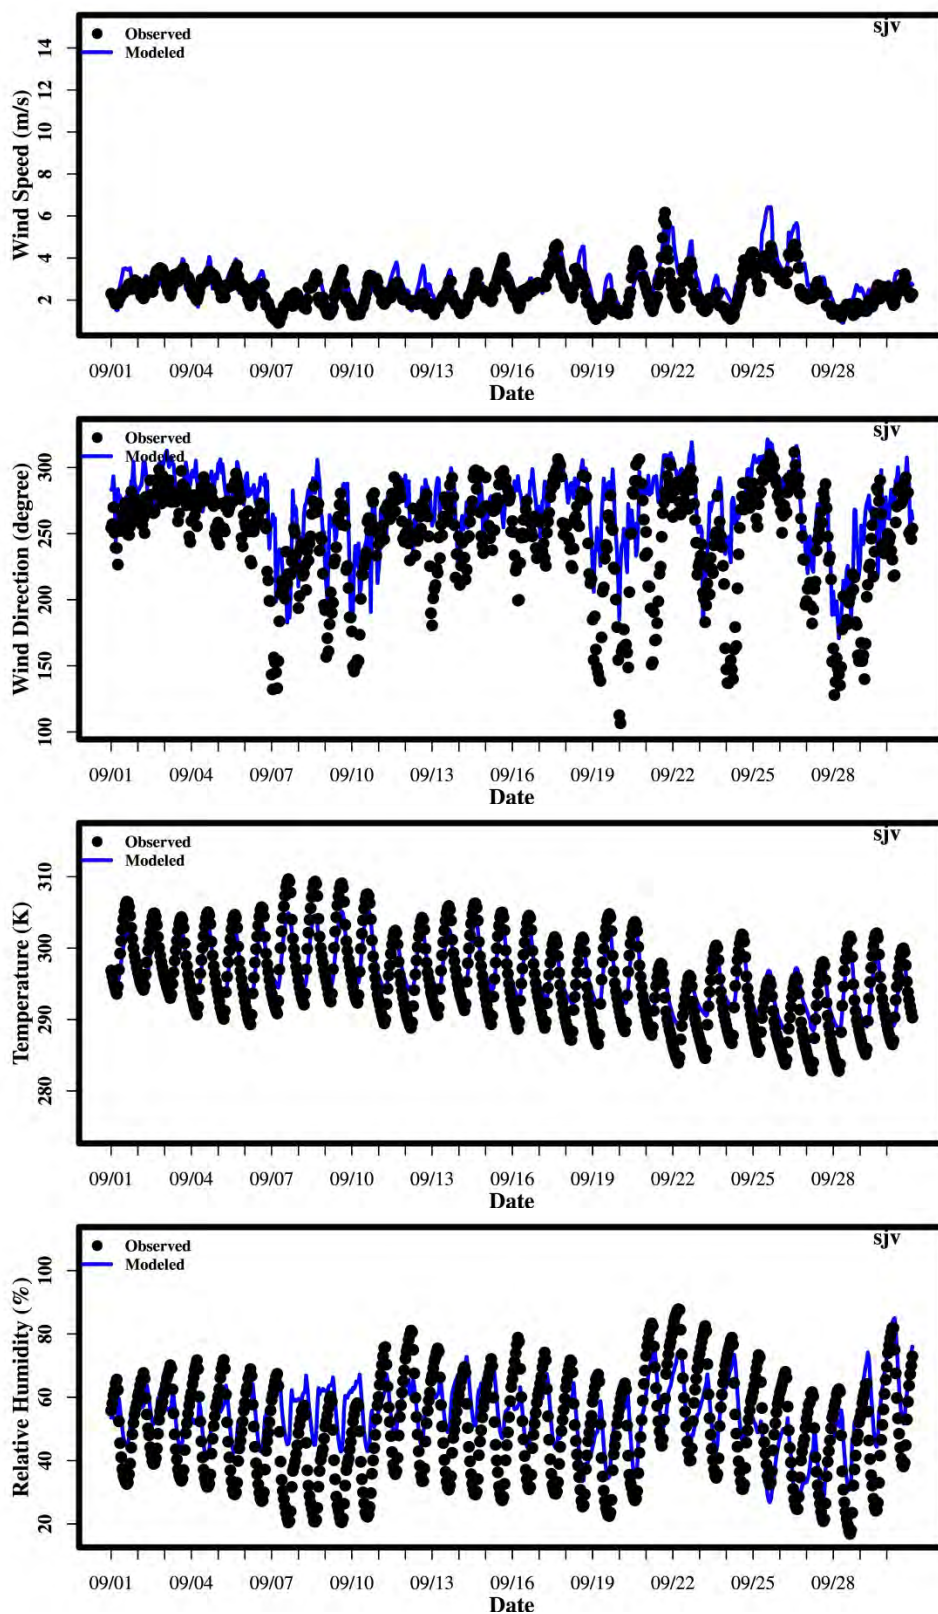 sjv
Observed
Modeled
14
12
10
8
6
4
2
Wind Speed (m/s)
09/01 09/04 09/07 09/10 09/13 09/16 09/19 09/22 09/25 09/28
Date
sjv
Observed
Modeled
300
250
200
150
100
Wind Direction (degree)
09/01 09/04 09/07 09/10 09/13 09/16 09/19 09/22 09/25 09/28
Date
sjv
Observed
Modeled
310
300
290
280
Temperature (K)
09/01 09/04 09/07 09/10 09/13 09/16 09/19 09/22 09/25 09/28
Date
sjv
Observed
Modeled
100
80
60
40
20
Relative Humidity (%)
09/01 09/04 09/07 09/10 09/13 09/16 09/19 09/22 09/25 09/28
Date